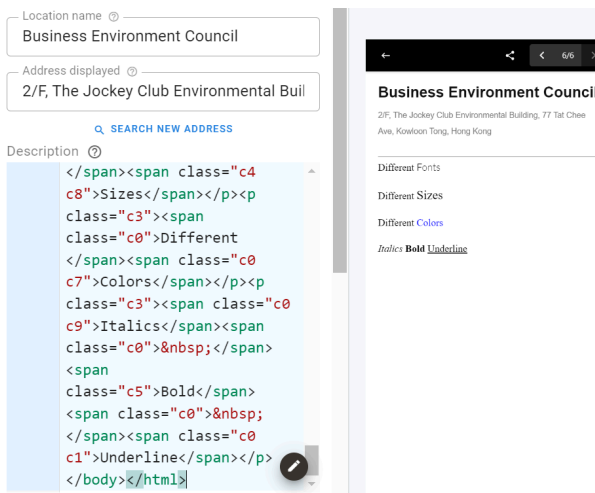 Location name
Business Environment Council
Address displayed
2/F, The Jockey Club Environmental Buil
SEARCH NEW ADDRESS
Description
</span><span class="c4
c8">Sizes</span></p><p
class="c3"><span
class="c0">Different
</span><span class="c0
c7">Colors</span></p><p
class="c3"><span class="c0
c9">Italics</span><span
class="c0">&nbsp;</span>
<span
class="c5">Bold</span>
<span class="c0">&nbsp;
</span><span class="c0
c1">Underline</span></p>
</body></html>
6/6
Business Environment Council
2/F, The Jockey Club Environmental Building, 77 Tat Chee
Ave, Kowloon Tong, Hong Kong
Different Fonts
Different Sizes
Different Colors
Italics Bold Underline